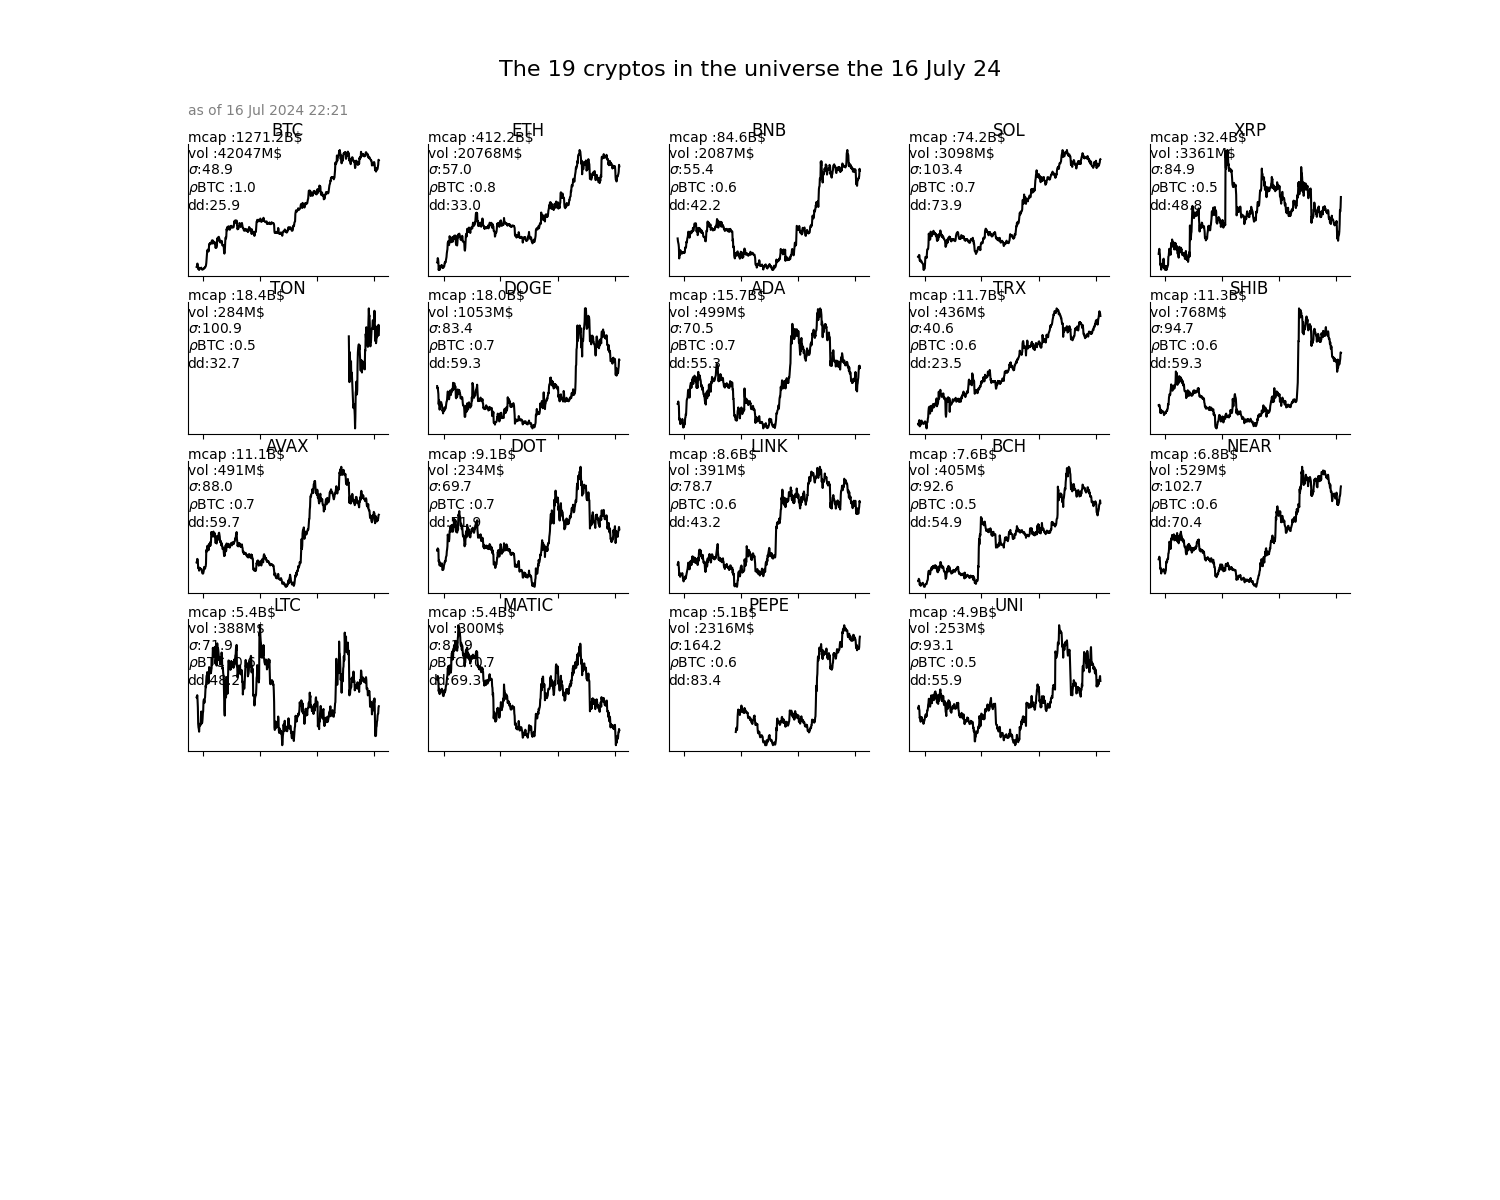 The 19 cryptos in the universe the 16 July 24
as of 16 Jul 2024 22:21
BTC
mcap :1271.2B$
vol :42047M$
σ:48.9
ρBTC :1.0
dd:25.9
ETH
mcap :412.2B$
vol :20768M$
σ:57.0
ρBTC :0.8
dd:33.0
BNB
mcap :84.6B$
vol :2087M$
σ:55.4
ρBTC :0.6
dd:42.2
SOL
mcap :74.2B$
vol :3098M$
σ:103.4
ρBTC :0.7
dd:73.9
XRP
mcap :32.4B$
vol :3361M$
σ:84.9
ρBTC :0.5
dd:48.8
TON
mcap :18.4B$
vol :284M$
σ:100.9
ρBTC :0.5
dd:32.7
DOGE
mcap :18.0B$
vol :1053M$
σ:83.4
ρBTC :0.7
dd:59.3
ADA
mcap :15.7B$
vol :499M$
σ:70.5
ρBTC :0.7
dd:55.3
TRX
mcap :11.7B$
vol :436M$
σ:40.6
ρBTC :0.6
dd:23.5
SHIB
mcap :11.3B$
vol :768M$
σ:94.7
ρBTC :0.6
dd:59.3
AVAX
mcap :11.1B$
vol :491M$
σ:88.0
ρBTC :0.7
dd:59.7
DOT
mcap :9.1B$
vol :234M$
σ:69.7
ρBTC :0.7
LINK
mcap :8.6B$
vol :391M$
σ:78.7
ρBTC :0.6
dd:43.2
BCH
mcap :7.6B$
vol :405M$
σ:92.6
ρBTC :0.5
dd:54.9
NEAR
mcap :6.8B$
vol :529M$
σ:102.7
ρBTC :0.6
dd:70.4
LTC
mcap :5.4B$
vol :388M$
σ:71.9
ρBTC :0.6
dd:48.2
MATIC
mcap :5.4B$
vol
ρBTC :0.7
dd:69.3
PEPE
mcap :5.1B$
vol :2316M$
σ:164.2
ρBTC :0.6
dd:83.4
UNI
mcap :4.9B$
vol :253M$
σ:93.1
ρBTC :0.5
dd:55.9